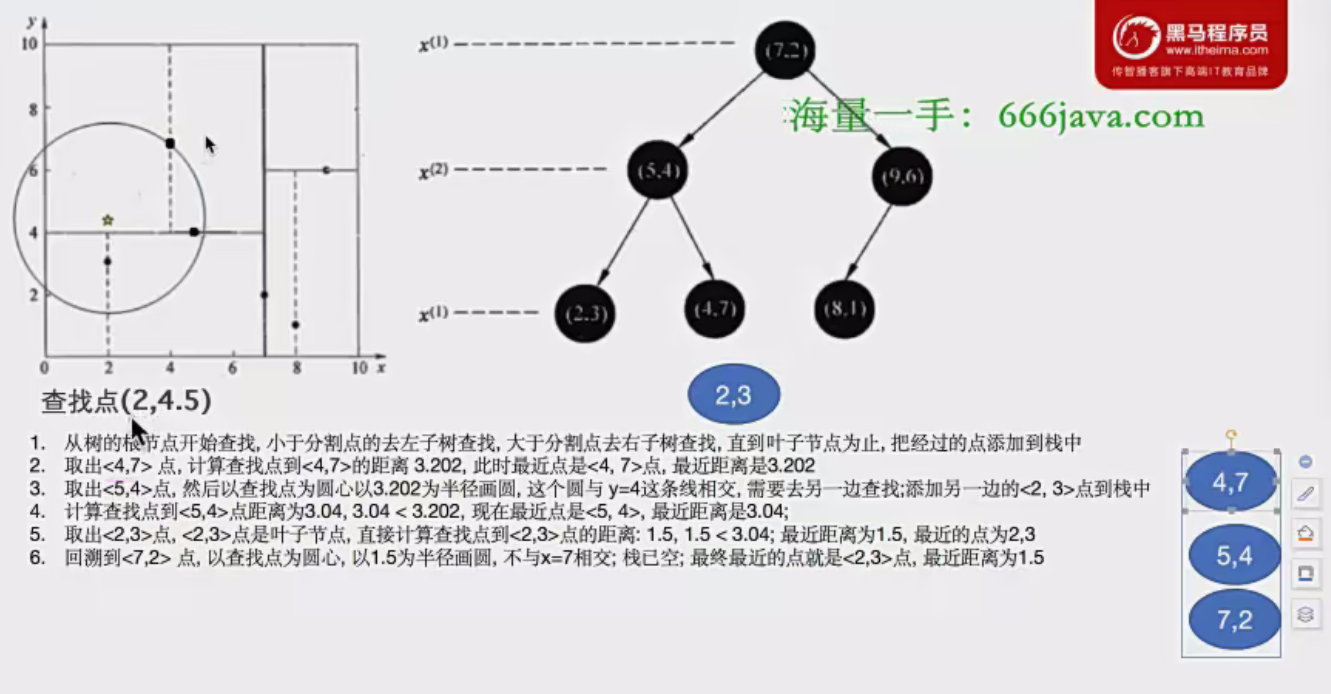 y
10
8
6
4
2
0 2 4 6 8 10 x
x(1)
x(2)
x(1)
(7,2)
(5,4)
(9,6)
(2,3)
(4,7)
(8,1)
黑马程序员
www.itheima.com
传智播客旗下高端IT教育品牌
海量一手：666java.com
查找点(2,4.5)
2,3
1. 从树的根节点开始查找, 小于分割点的去左子树查找, 大于分割点去右子树查找, 直到叶子节点为止, 把经过的点添加到栈中
2. 取出<4,7> 点, 计算查找点到<4,7>的距离 3.202, 此时最近点是<4, 7>点, 最近距离是3.202
3. 取出<5,4>点, 然后以查找点为圆心以3.202为半径画圆, 这个圆与 y=4这条线相交, 需要去另一边查找;添加另一边的<2, 3>点到栈中
4. 计算查找点到<5,4>点距离为3.04, 3.04 < 3.202, 现在最近点是<5, 4>, 最近距离是3.04;
5. 取出<2,3>点, <2,3>点是叶子节点, 直接计算查找点到<2,3>点的距离: 1.5, 1.5 < 3.04; 最近距离为1.5, 最近的点为2,3
6. 回溯到<7,2> 点, 以查找点为圆心, 以1.5为半径画圆, 不与x=7相交; 栈已空; 最终最近的点就是<2,3>点, 最近距离为1.5
4,7
5,4
7,2